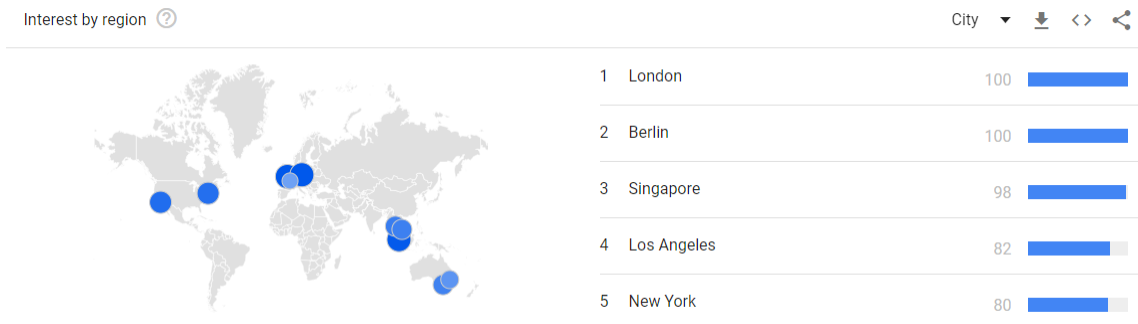 Interest by region
City
1 London 100
2 Berlin 100
3 Singapore 98
4 Los Angeles 82
5 New York 80